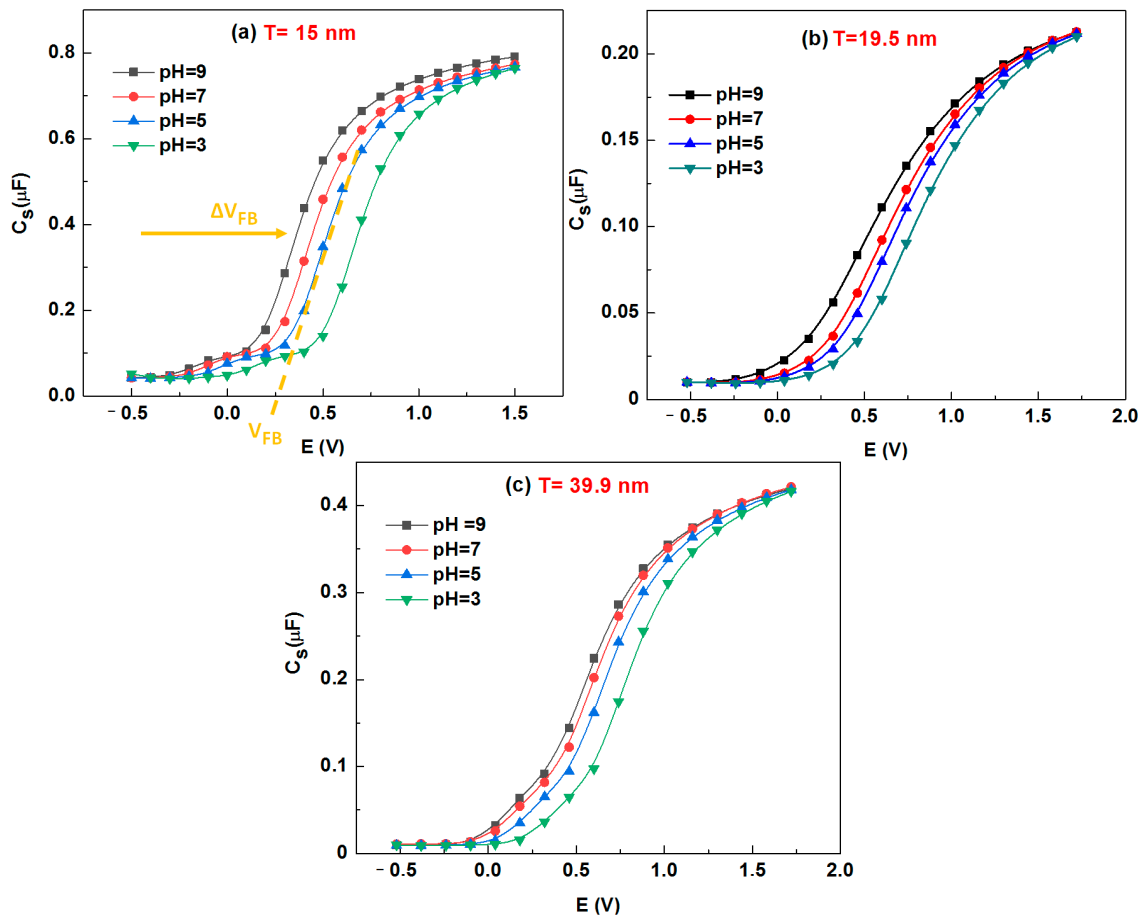 (a) T= 15 nm
pH=9
pH=7
pH=5
pH=3
ΔV_FB
V_FB
C_s(μF)
0.8
0.6
0.4
0.2
0.0
−0.5 0.0 0.5 1.0 1.5
E (V)
(b) T=19.5 nm
pH=9
pH=7
pH=5
pH=3
C_s(μF)
0.20
0.15
0.10
0.05
0
−0.5 0.0 0.5 1.0 1.5 2.0
E (V)
(c) T= 39.9 nm
pH =9
pH=7
pH=5
pH=3
C_s(μF)
0.4
0.3
0.2
0.1
0
−0.5 0.0 0.5 1.0 1.5 2.0
E (V)